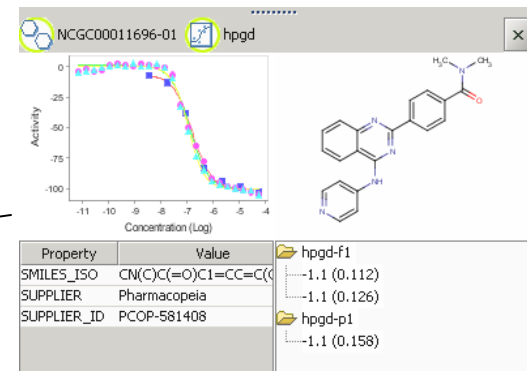 NCGC00011696-01 hpgd
0
-25
-50
-75
-100
Activity
-11 -10 -9 -8 -7 -6 -5 -4
Concentration (Log)
H₃C CH₃
N
O
N
N
NH
N
Property Value
SMILES_ISO CN(C)C(=O)C1=CC=C(C
SUPPLIER Pharmacopeia
SUPPLIER_ID PCOP-581408
hpgd-f1
-1.1 (0.112)
-1.1 (0.126)
hpgd-p1
-1.1 (0.158)